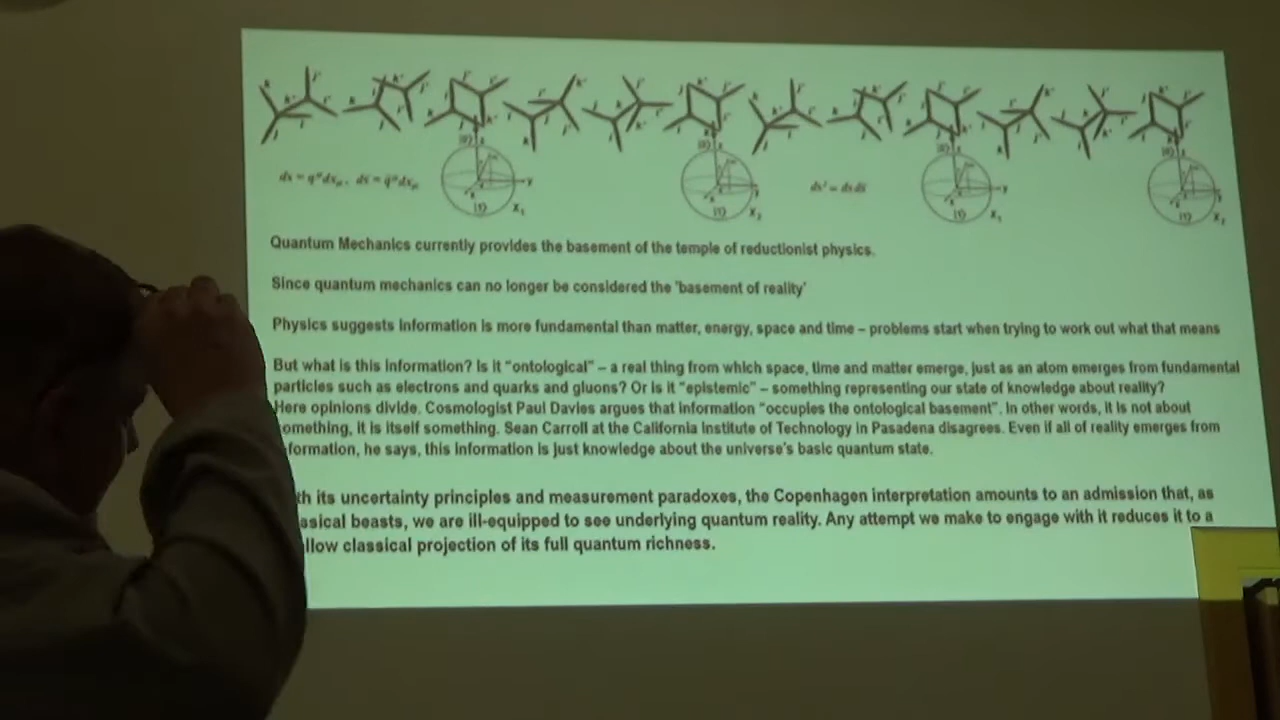 Quantum Mechanics currently provides the basement of the temple of reductionist physics.
Since quantum mechanics can no longer be considered the 'basement of reality'
Physics suggests information is more fundamental than matter, energy, space and time – problems start when trying to work out what that means
But what is this information? Is it “ontological” – a real thing from which space, time and matter emerge, just as an atom emerges from fundamental
particles such as electrons and quarks and gluons? Or is it “epistemic” – something representing our state of knowledge about reality?
Here opinions divide. Cosmologist Paul Davies argues that information “occupies the ontological basement”. In other words, it is not about
omething, it is itself something. Sean Carroll at the California Institute of Technology in Pasadena disagrees. Even if all of reality emerges from
formation, he says, this information is just knowledge about the universe's basic quantum state.
th its uncertainty principles and measurement paradoxes, the Copenhagen interpretation amounts to an admission that, as
asical beasts, we are ill-equipped to see underlying quantum reality. Any attempt we make to engage with it reduces it to a
llow classical projection of its full quantum richness.